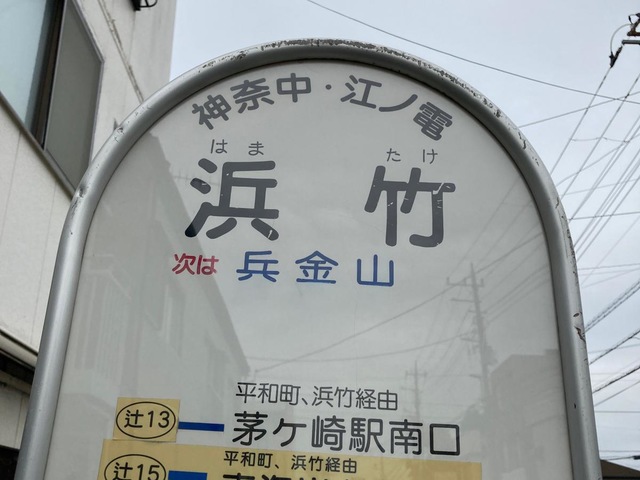 神奈中・江ノ電
はま たけ
浜竹
次は 兵金山
平和町、浜竹経由
辻13 茅ヶ崎駅南口
平和町、浜竹経由
辻15